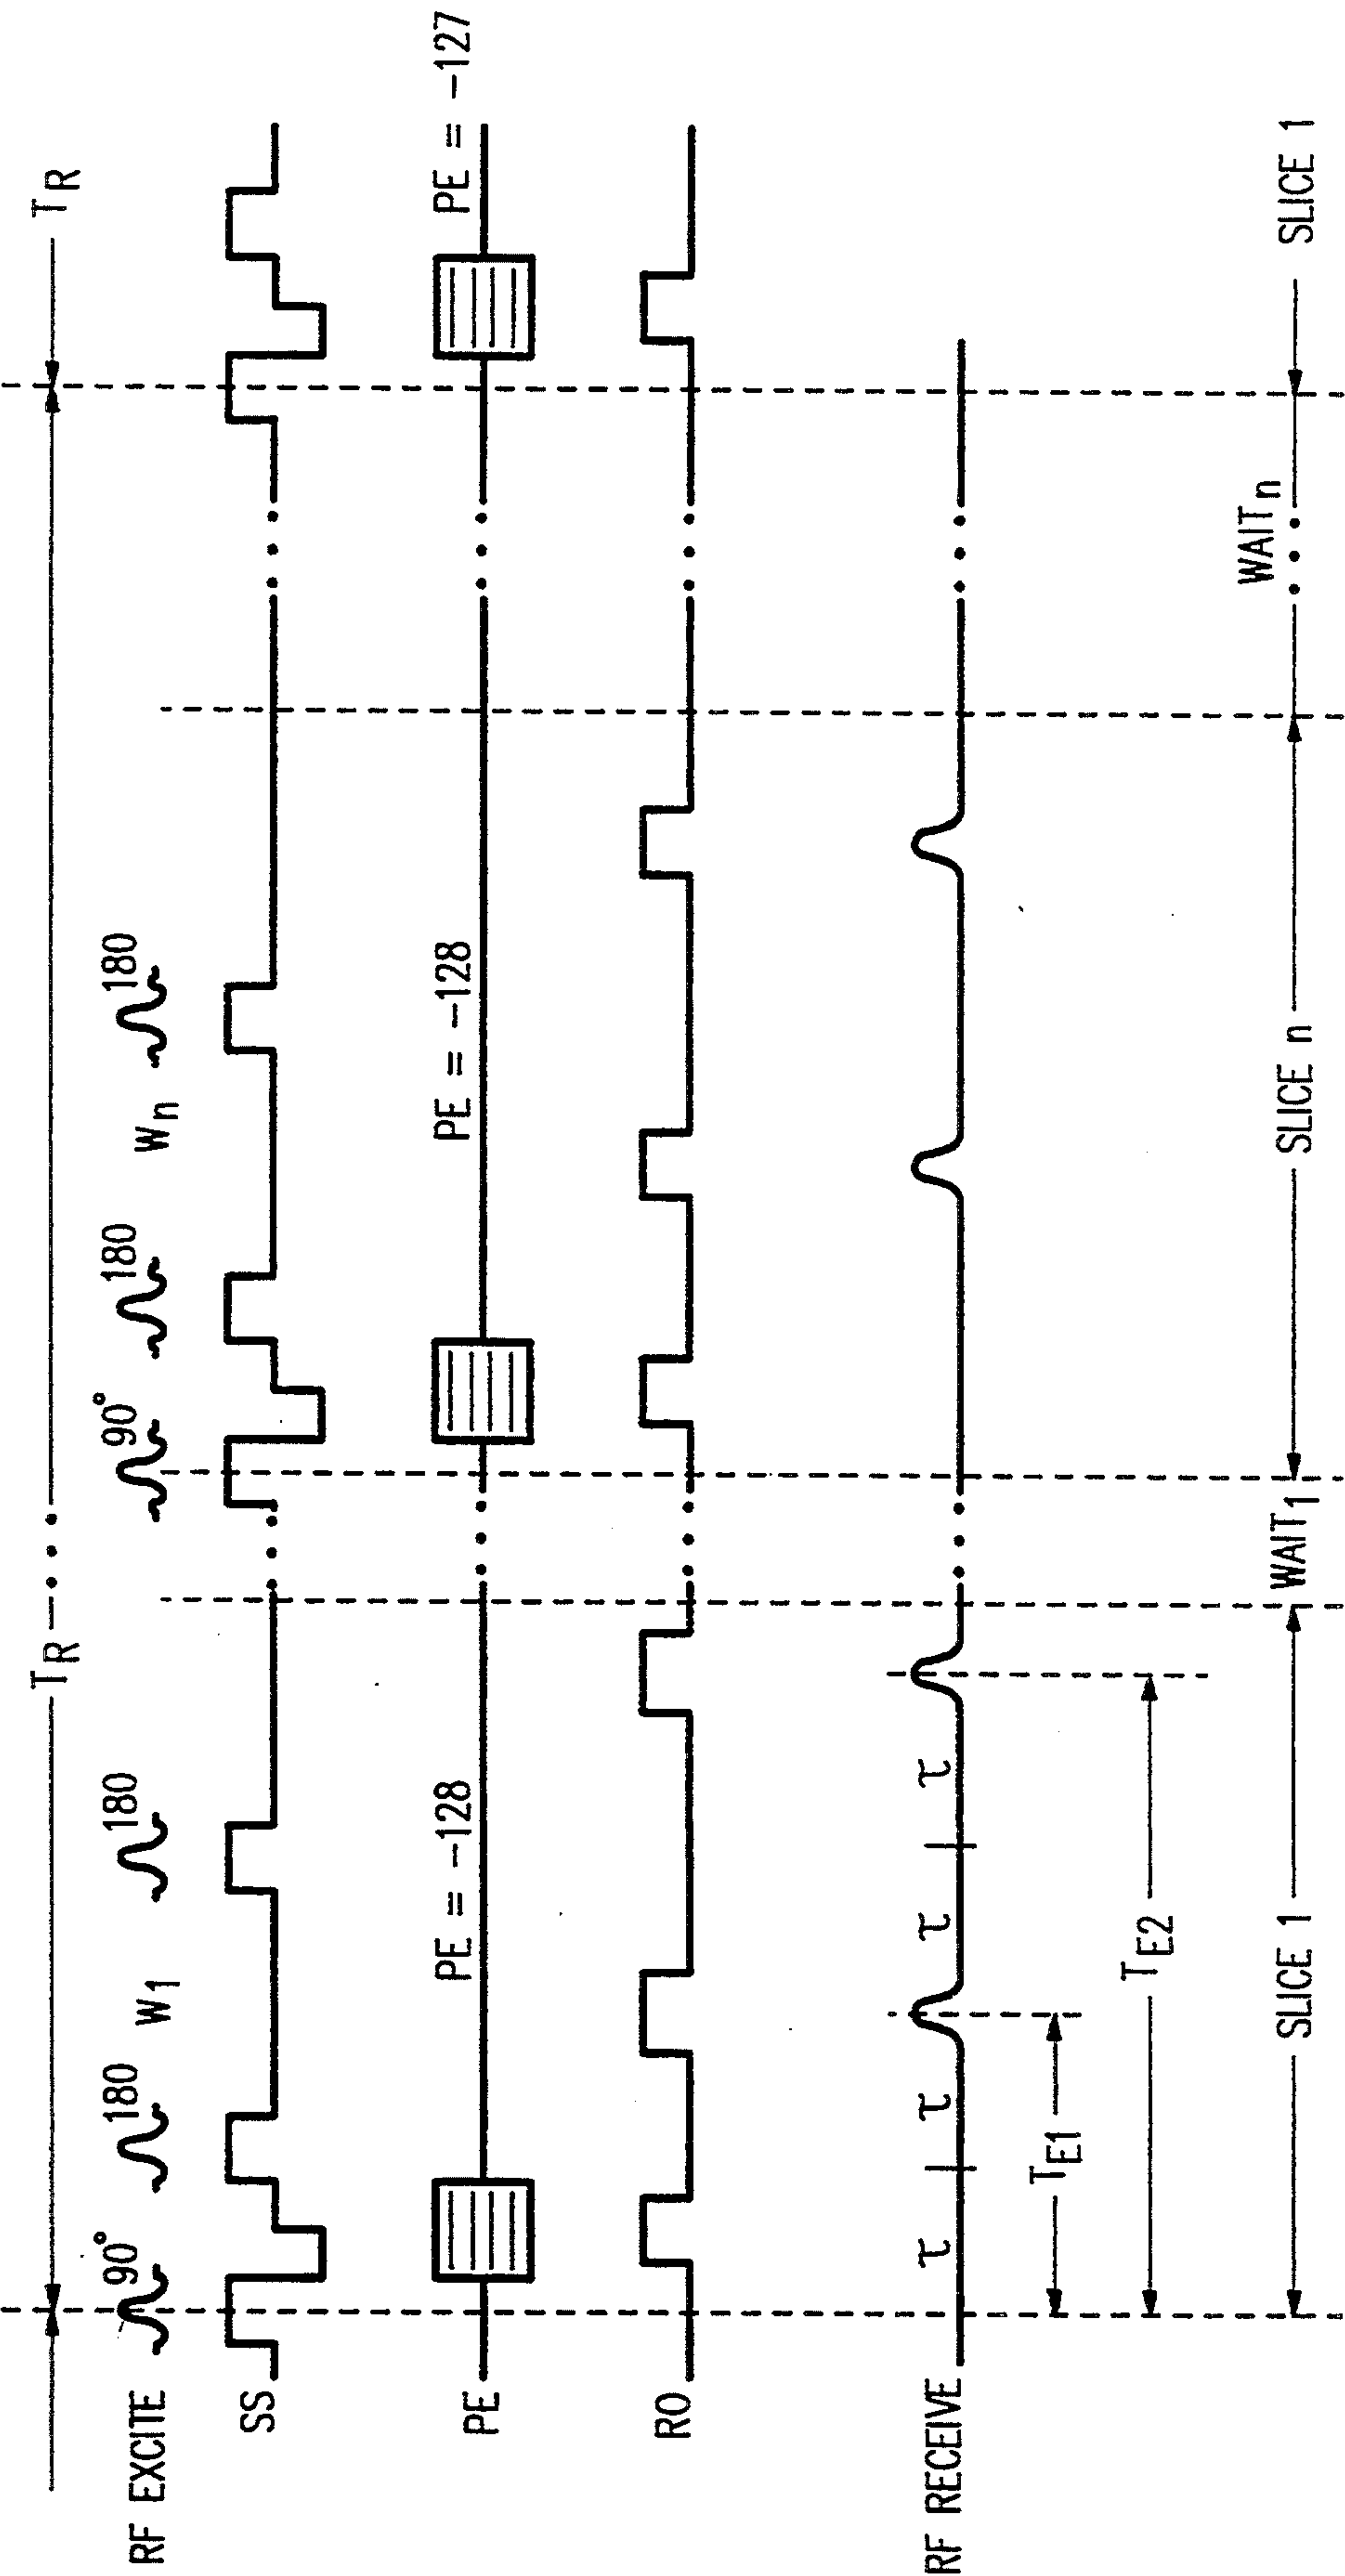 T_R T_R
RF EXCITE 90° 180 W_1 180 90° 180 W_n 180
SS
PE PE = -128 PE = -128 PE = -127
RO
RF RECEIVE τ τ τ τ
T_E1
T_E2
SLICE 1 WAIT_1 SLICE n WAIT_n SLICE 1